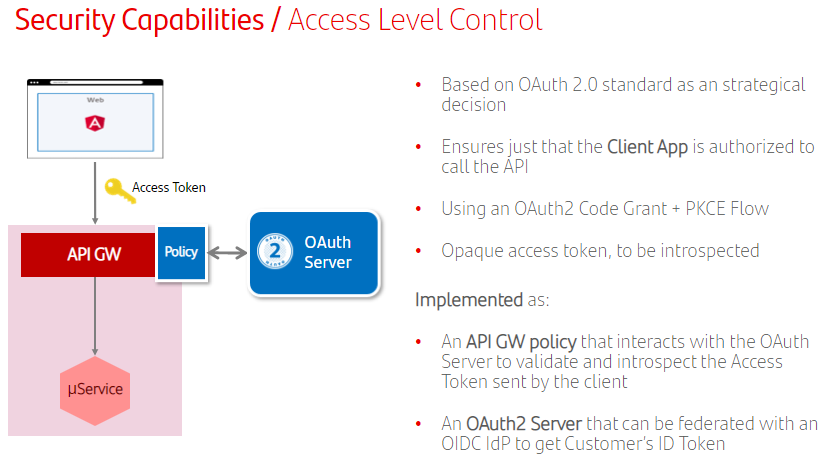 Security Capabilities / Access Level Control
Web
A
Access Token
API GW
Policy
OAUTH
2
OAuth
Server
µService
• Based on OAuth 2.0 standard as an strategical
decision
• Ensures just that the Client App is authorized to
call the API
• Using an OAuth2 Code Grant + PKCE Flow
• Opaque access token, to be introspected
Implemented as:
• An API GW policy that interacts with the OAuth
Server to validate and introspect the Access
Token sent by the client
• An OAuth2 Server that can be federated with an
OIDC IdP to get Customer's ID Token